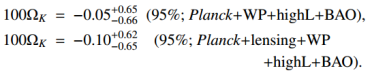 100Ω_K = −0.05^{+0.65}_{−0.66} (95%; Planck+WP+highL+BAO),
100Ω_K = −0.10^{+0.62}_{−0.65} (95%; Planck+lensing+WP
+highL+BAO).